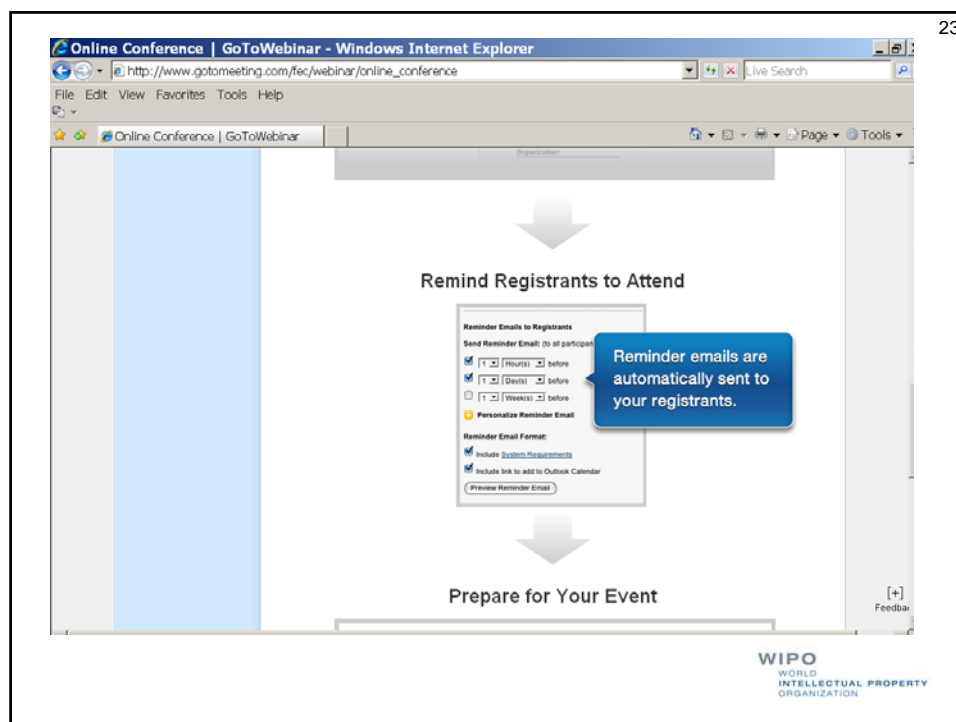 23
Online Conference | GoToWebinar - Windows Internet Explorer
http://www.gotomeeting.com/fec/webinar/online_conference
Live Search
File Edit View Favorites Tools Help
Online Conference | GoToWebinar
Page Tools
Organization:
Remind Registrants to Attend
Reminder Emails to Registrants
Send Reminder Email: (to all participan
1 Hour(s) before
1 Day(s) before
1 Week(s) before
Personalize Reminder Email
Reminder Email Format:
Include System Requirements
Include link to add to Outlook Calendar
Preview Reminder Email
Reminder emails are
automatically sent to
your registrants.
Prepare for Your Event
[+]
Feedba
WIPO
WORLD
INTELLECTUAL PROPERTY
ORGANIZATION